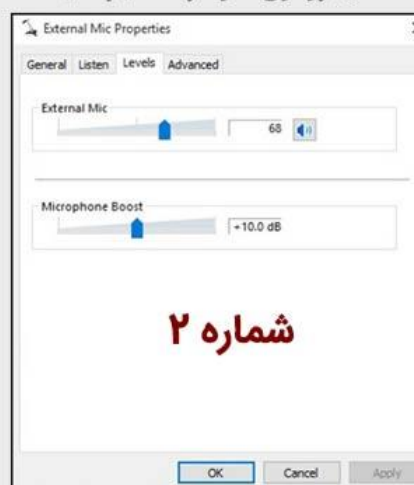 External Mic Properties
General Listen Levels Advanced
External Mic
68
Microphone Boost
+10.0 dB
شماره ۲
OK Cancel Apply